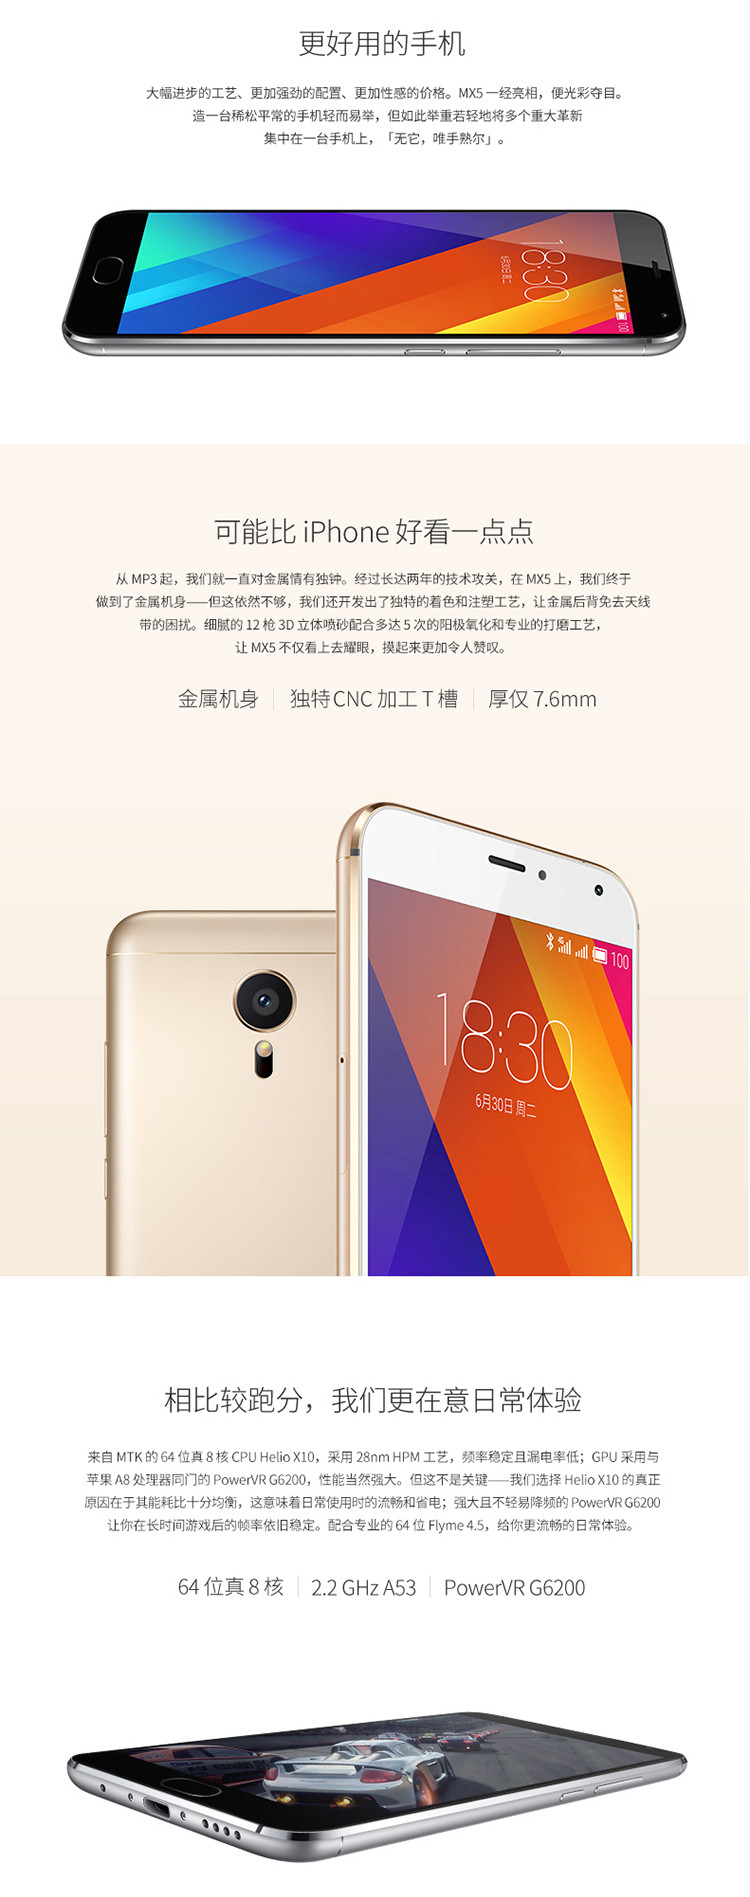 更好用的手机
大幅进步的工艺、更加强劲的配置、更加性感的价格。MX5 一经亮相，便光彩夺目。
造一台稀松平常的手机轻而易举，但如此举重若轻地将多个重大革新
集中在一台手机上，「无它，唯手熟尔」。
18:30
6月30日 周二
100
可能比 iPhone 好看一点点
从 MP3 起，我们就一直对金属情有独钟。经过长达两年的技术攻关，在 MX5 上，我们终于
做到了金属机身——但这依然不够，我们还开发出了独特的着色和注塑工艺，让金属后背免去天线
带的困扰。细腻的 12 枪 3D 立体喷砂配合多达 5 次的阳极氧化和专业的打磨工艺，
让 MX5 不仅看上去耀眼，摸起来更加令人赞叹。
金属机身 | 独特 CNC 加工 T 槽 | 厚仅 7.6mm
4G 100
18:30
6月30日 周二
相比较跑分，我们更在意日常体验
来自 MTK 的 64 位真 8 核 CPU Helio X10，采用 28nm HPM 工艺，频率稳定且漏电率低；GPU 采用与
苹果 A8 处理器同门的 PowerVR G6200，性能当然强大。但这不是关键——我们选择 Helio X10 的真正
原因在于其能耗比十分均衡，这意味着日常使用时的流畅和省电；强大且不轻易降频的 PowerVR G6200
让你在长时间游戏后的帧率依旧稳定。配合专业的 64 位 Flyme 4.5，给你更流畅的日常体验。
64 位真 8 核 | 2.2 GHz A53 | PowerVR G6200